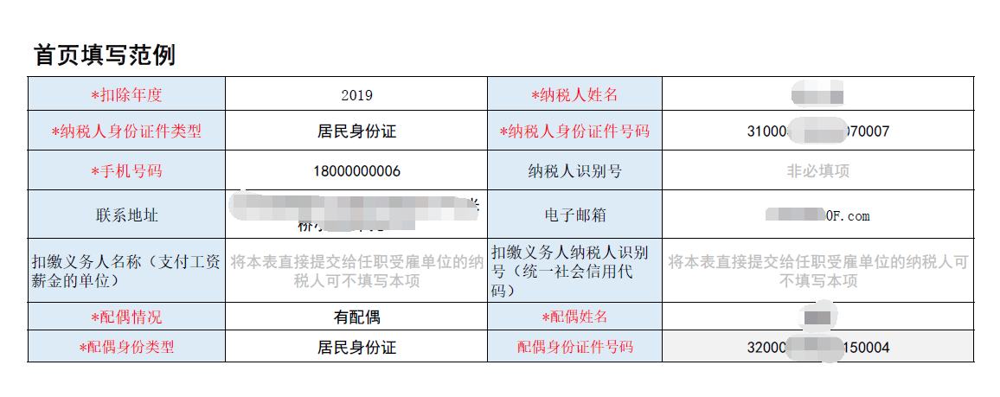 首页填写范例
*扣除年度 2019 *纳税人姓名
*纳税人身份证件类型 居民身份证 *纳税人身份证件号码 3100 070007
*手机号码 18000000006 纳税人识别号 非必填项
联系地址 电子邮箱 0F.com
扣缴义务人名称（支付工资
薪金的单位）
将本表直接提交给任职受雇单位的纳
税人可不填写本项
扣缴义务人纳税人识别
号（统一社会信用代
码）
将本表直接提交给任职受雇单位的纳税人可
不填写本项
*配偶情况 有配偶 *配偶姓名
*配偶身份类型 居民身份证 配偶身份证件号码 3200 150004